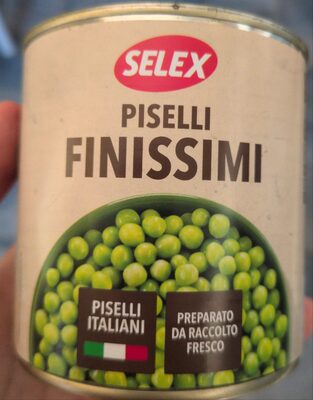 SELEX
PISELLI
FINISSIMI
PISELLI
ITALIANI
PREPARATO
DA RACCOLTO
FRESCO